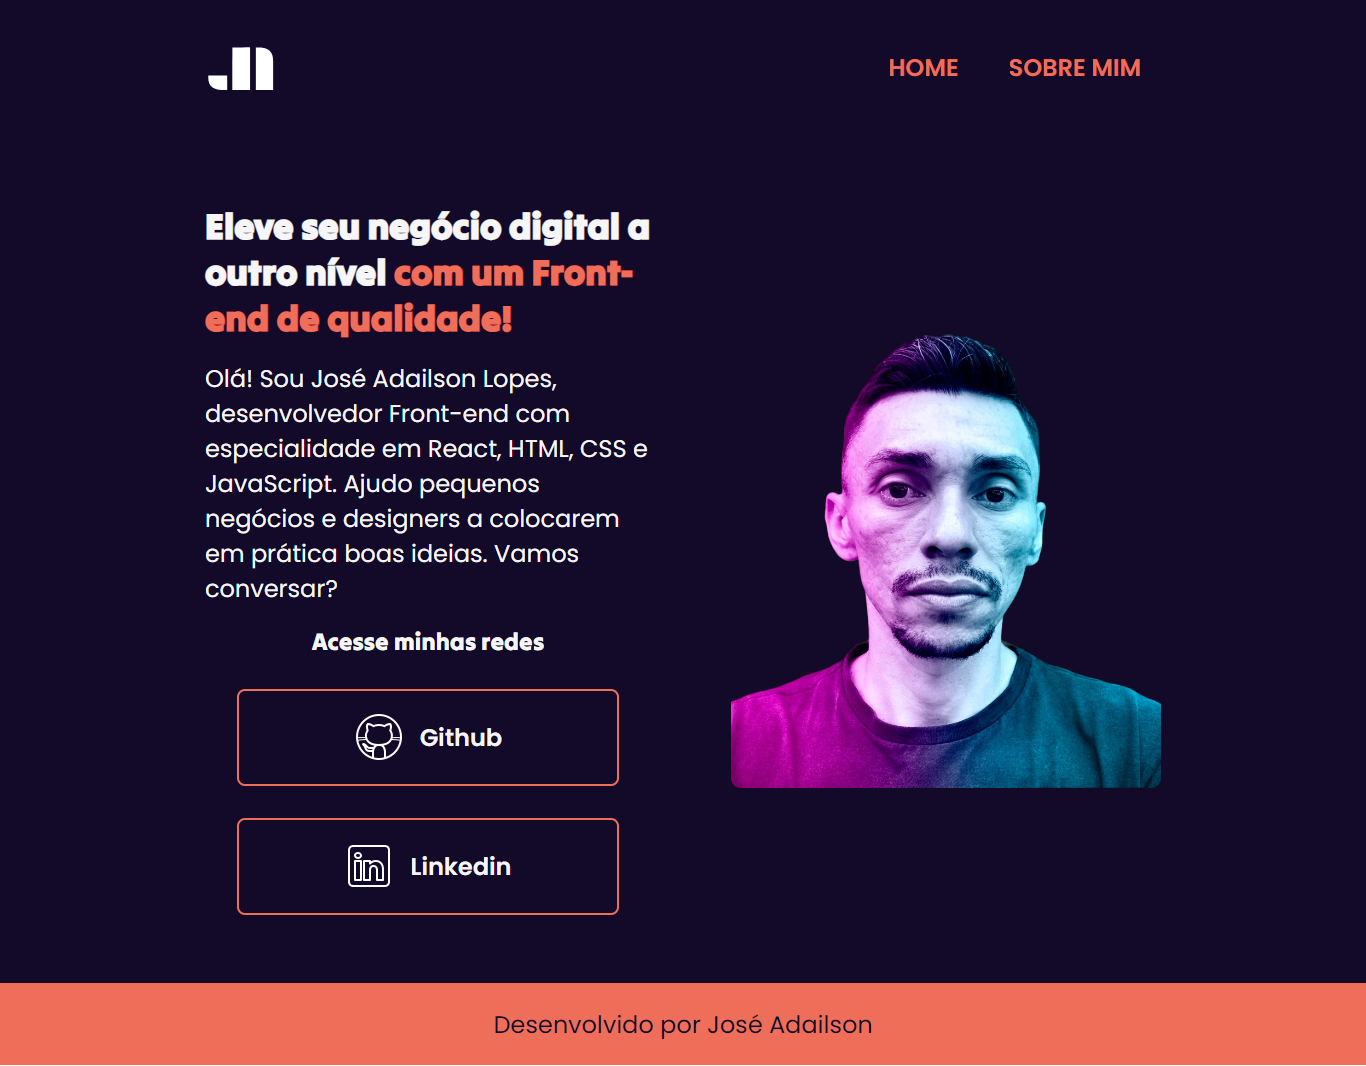 HOME SOBRE MIM
Eleve seu negócio digital a
outro nível com um Front-
end de qualidade!
Olá! Sou José Adailson Lopes,
desenvolvedor Front-end com
especialidade em React, HTML, CSS e
JavaScript. Ajudo pequenos
negócios e designers a colocarem
em prática boas ideias. Vamos
conversar?
Acesse minhas redes
Github
in Linkedin
Desenvolvido por José Adailson